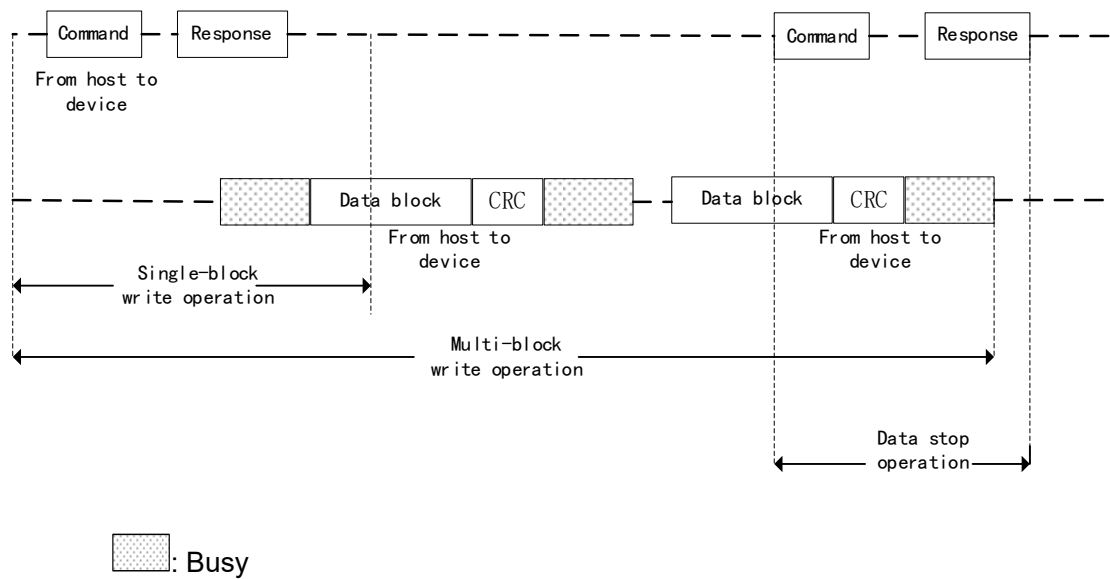 Command
Response
Command
Response
From host to
device
Data block
CRC
Data block
CRC
From host to
device
From host to
device
Single-block
write operation
Multi-block
write operation
Data stop
operation
: Busy